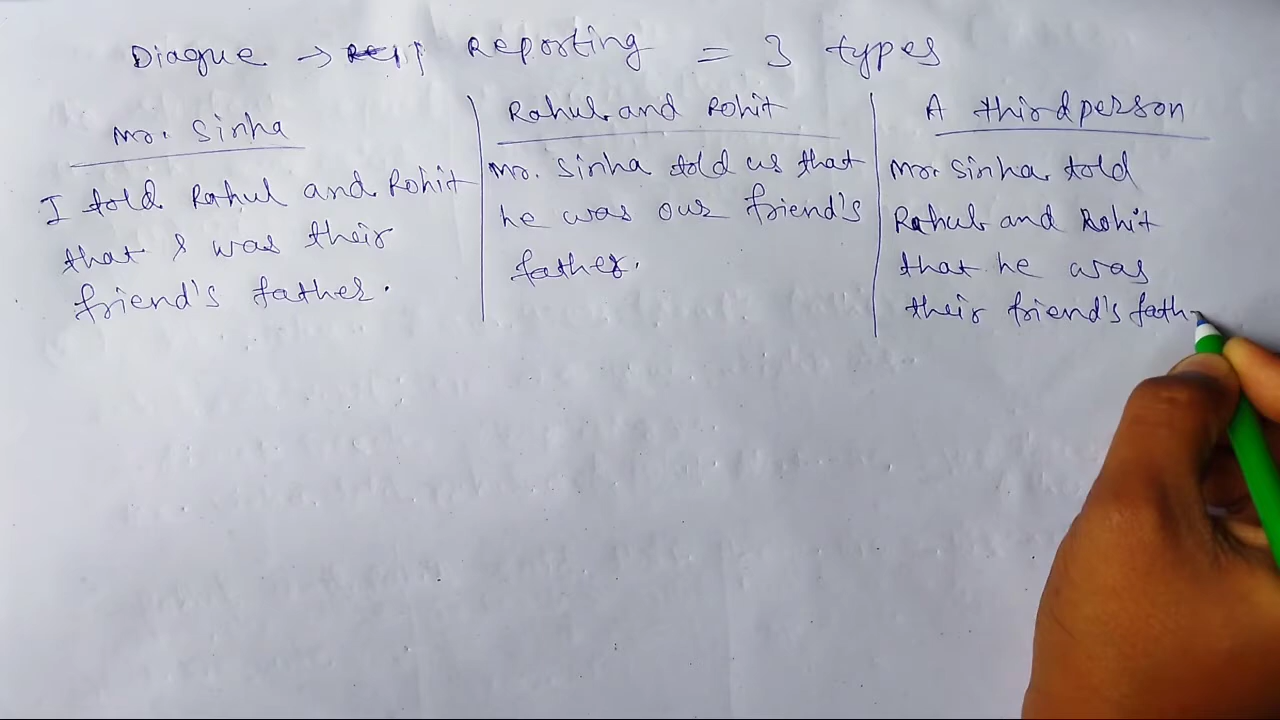 Diaque → Reporting = 3 types
Mr. Sinha
I told Rahul and Rohit
that I was their
friend's father.
Rahul and Rohit
Mr. Sinha told us that
he was our friend's
father.
A third person
Mr. Sinha told
Rahul and Rohit
that he was
their friend's fath